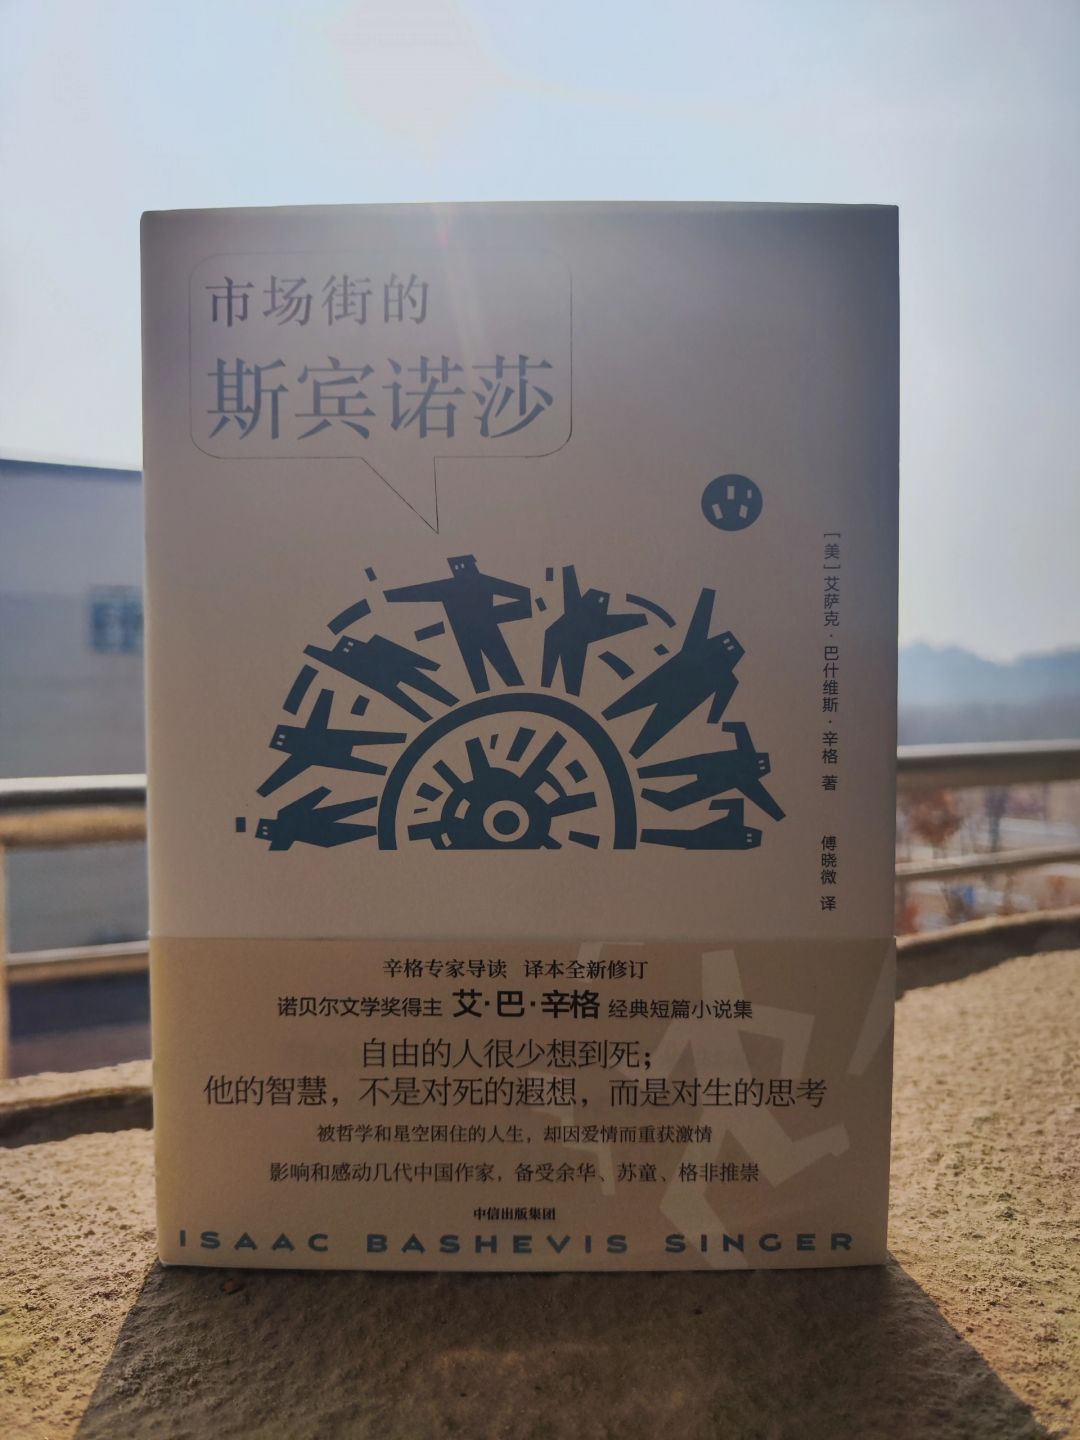 市场街的
斯宾诺莎
[美]艾萨克·巴什维斯·辛格 著
傅晓微 译
辛格专家导读 译本全新修订
诺贝尔文学奖得主 艾·巴·辛格 经典短篇小说集
自由的人很少想到死；
他的智慧，不是对死的遐想，而是对生的思考
被哲学和星空困住的人生，却因爱情而重获激情
影响和感动几代中国作家，备受余华、苏童、格非推崇
中信出版集团
ISAAC BASHEVIS SINGER